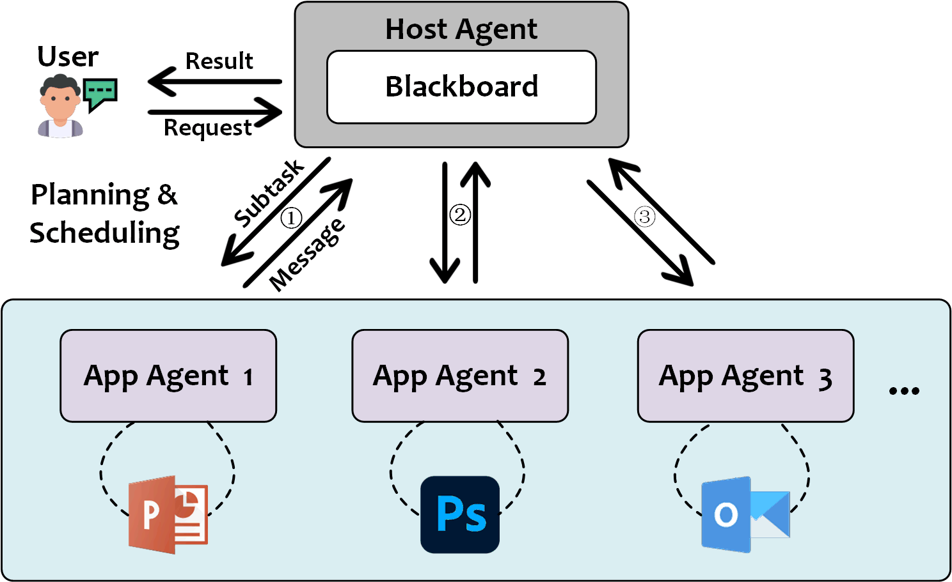 Host Agent
Blackboard
User
Result
Request
Planning &
Scheduling
Subtask
①
Message
②
③
App Agent 1
App Agent 2
App Agent 3
...
P
Ps
O